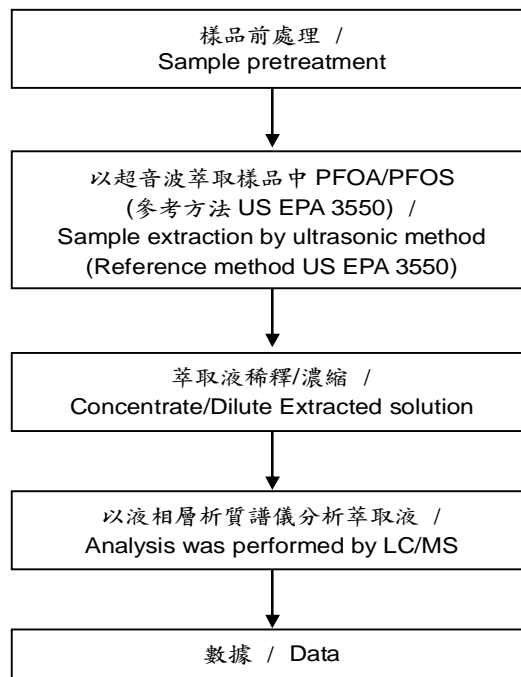 樣品前處理 /
Sample pretreatment
以超音波萃取樣品中 PFOA/PFOS
(參考方法 US EPA 3550) /
Sample extraction by ultrasonic method
(Reference method US EPA 3550)
萃取液稀釋/濃縮 /
Concentrate/Dilute Extracted solution
以液相層析質譜儀分析萃取液 /
Analysis was performed by LC/MS
數據 / Data